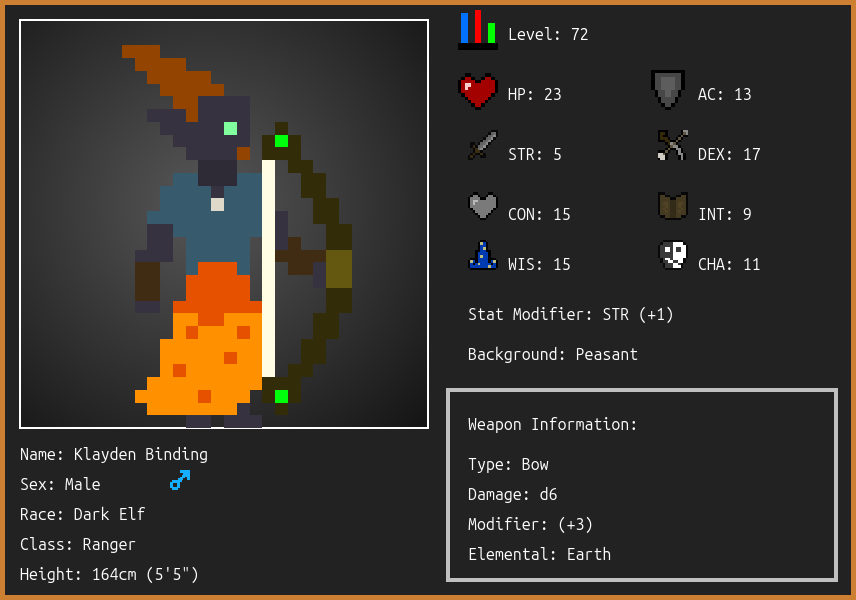 Level: 72
HP: 23
AC: 13
STR: 5
DEX: 17
CON: 15
INT: 9
WIS: 15
CHA: 11
Stat Modifier: STR (+1)
Background: Peasant
Weapon Information:
Type: Bow
Damage: d6
Modifier: (+3)
Elemental: Earth
Name: Klayden Binding
Sex: Male
Race: Dark Elf
Class: Ranger
Height: 164cm (5'5")